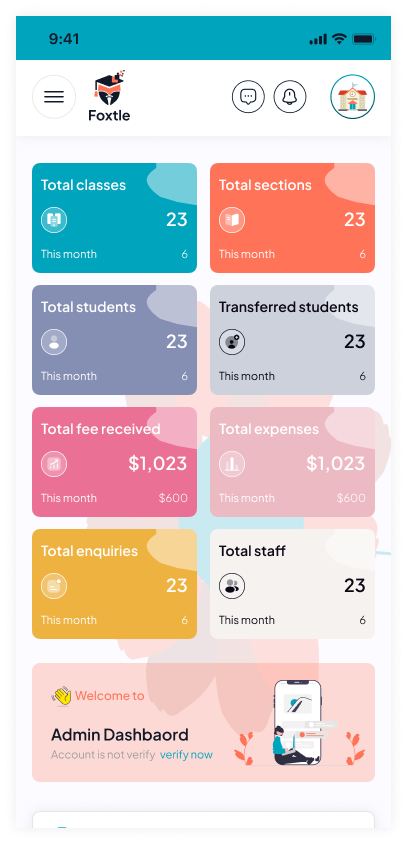 9:41
Foxtle
Total classes
23
This month 6
Total sections
23
This month 6
Total students
23
This month 6
Transferred students
23
This month 6
Total fee received
$1,023
This month $600
Total expenses
$1,023
This month $600
Total enquiries
23
This month 6
Total staff
23
This month 6
Welcome to
Admin Dashbaord
Account is not verify verify now